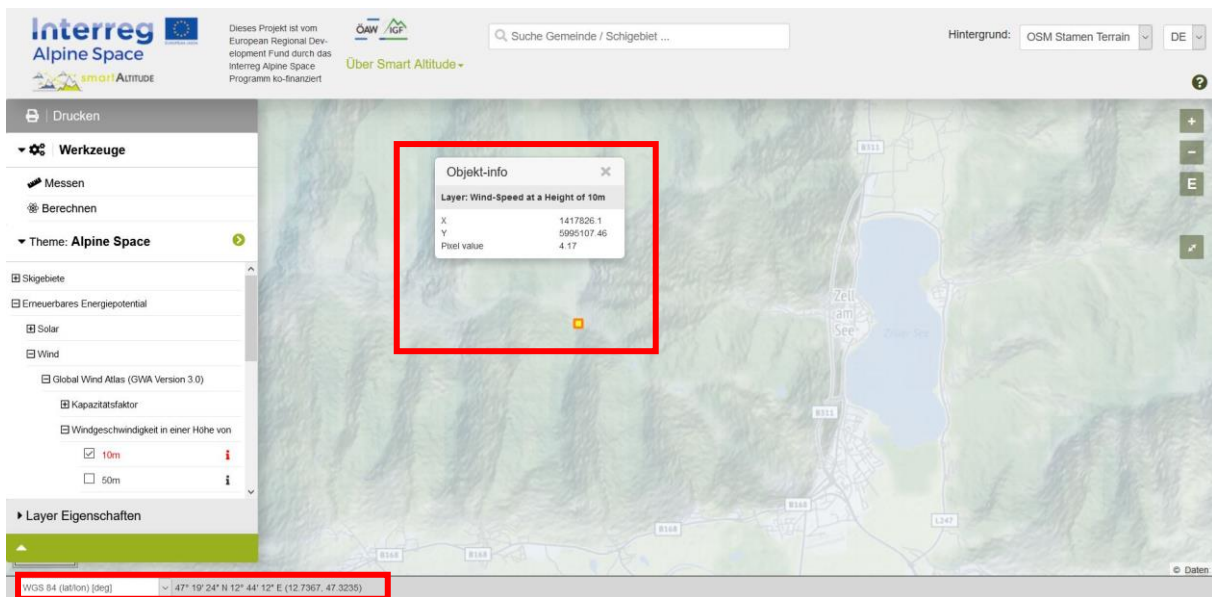 Interreg
Alpine Space
smartAltitude
Dieses Projekt ist vom
European Regional Dev-
elopment Fund durch das
Interreg Alpine Space
Programm ko-finanziert
ÖAW IGF
Über Smart Altitude
Suche Gemeinde / Schigebiet ...
Hintergrund: OSM Stamen Terrain DE
?
Drucken
Werkzeuge
Messen
Berechnen
Theme: Alpine Space
Skigebiete
Erneuerbares Energiepotential
Solar
Wind
Global Wind Atlas (GWA Version 3.0)
Kapazitätsfaktor
Windgeschwindigkeit in einer Höhe von
10m i
50m i
Layer Eigenschaften
Objekt-info ×
Layer: Wind-Speed at a Height of 10m
X 1417826.1
Y 5995107.46
Pixel value 4.17
B311
Zell
am
See
B311
B168
L247
B168
B168
B168
+
-
E
© Daten:
WGS 84 (lat/lon) [deg] 47° 19' 24" N 12° 44' 12" E (12.7367, 47.3235)